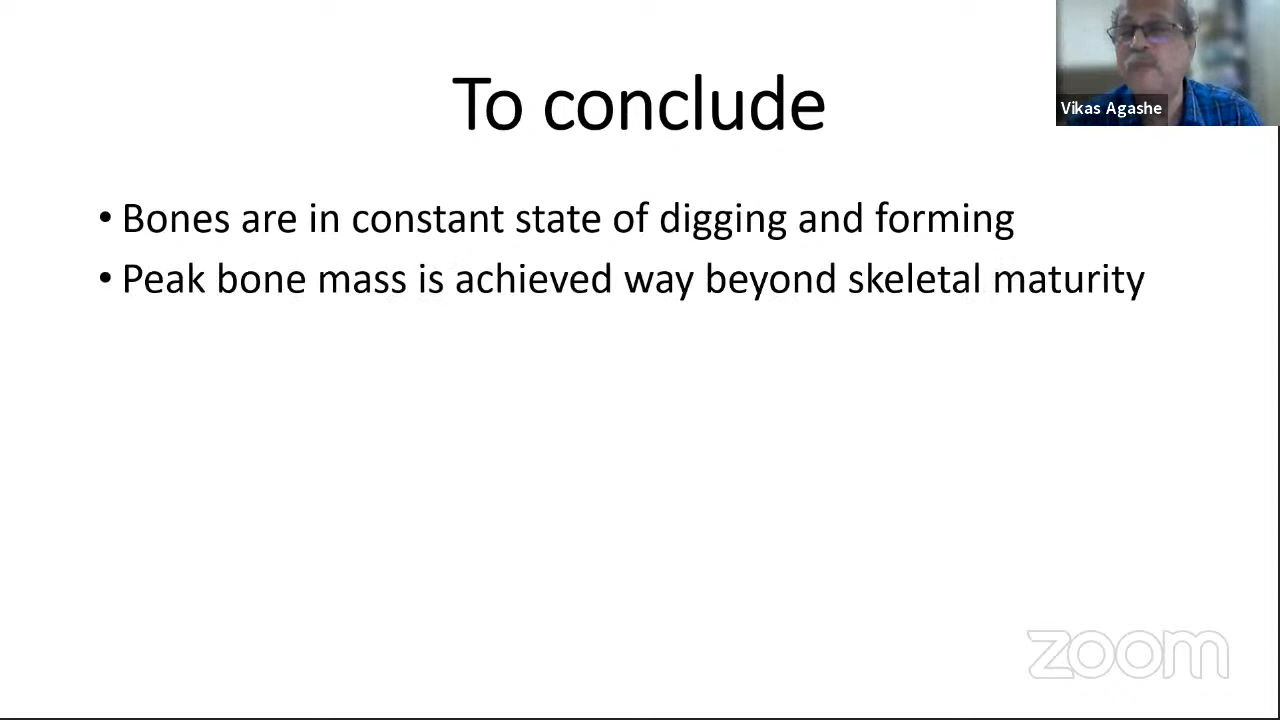 To conclude
Vikas Agashe
• Bones are in constant state of digging and forming
• Peak bone mass is achieved way beyond skeletal maturity
zoom